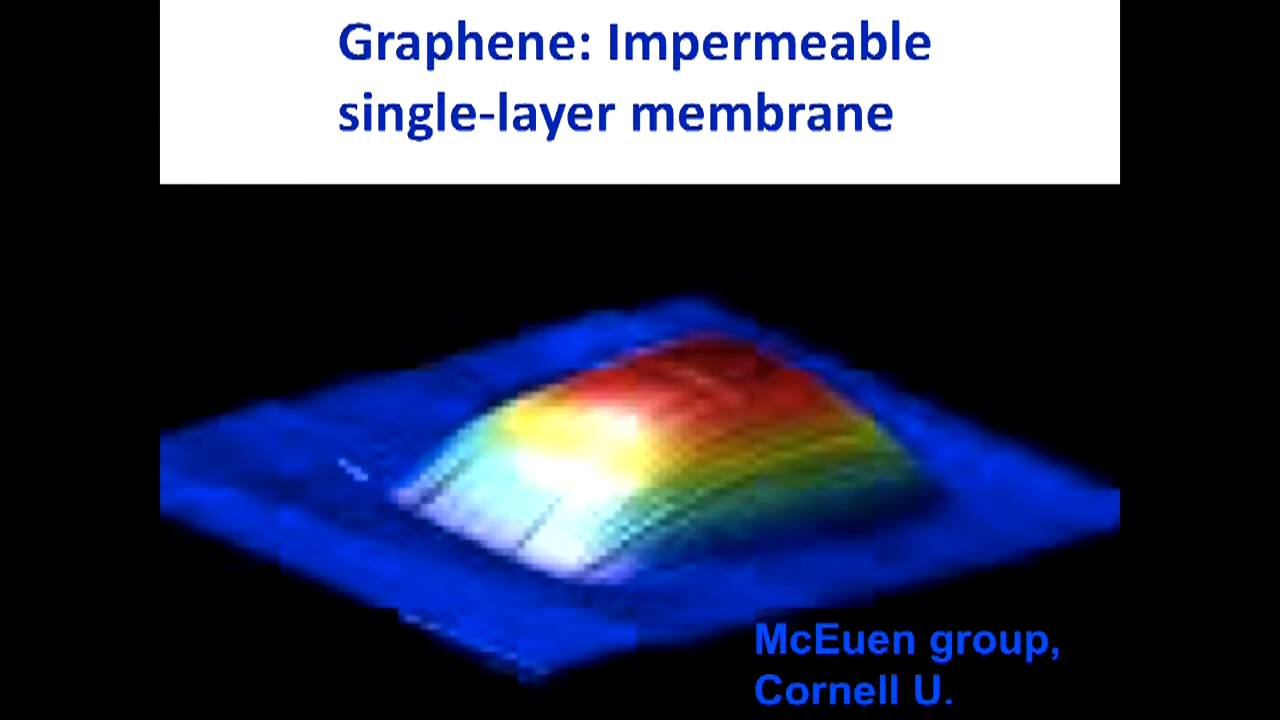 Graphene: Impermeable
single-layer membrane
McEuen group,
Cornell U.